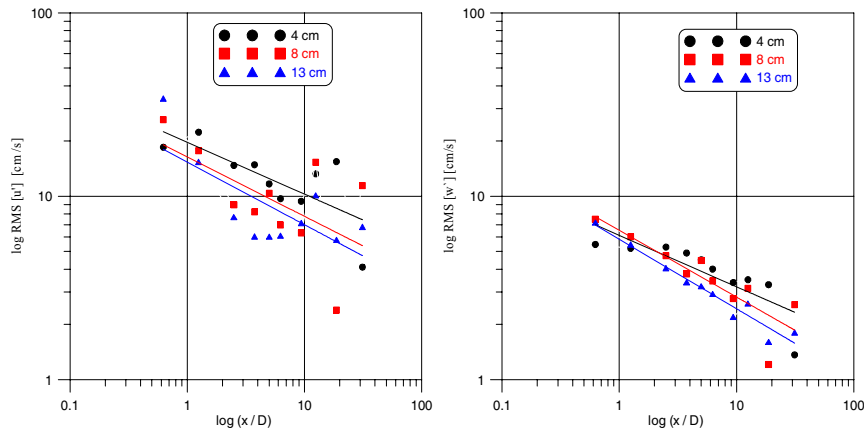 100
4 cm
8 cm
13 cm
10
1
log RMS [u'] [cm/s]
0.1 1 10 100
log (x / D)
100
4 cm
8 cm
13 cm
10
1
log RMS [w`] [cm/s]
0.1 1 10 100
log (x / D)